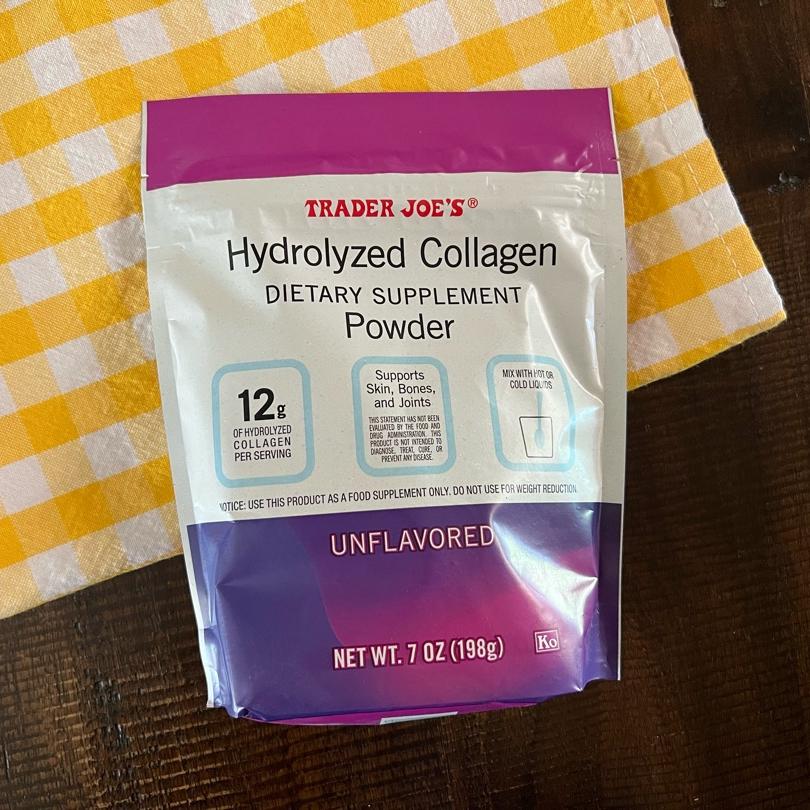 TRADER JOE'S®
Hydrolyzed Collagen
DIETARY SUPPLEMENT
Powder
12g
OF HYDROLYZED
COLLAGEN
PER SERVING
Supports
Skin, Bones,
and Joints
THIS STATEMENT HAS NOT BEEN
EVALUATED BY THE FOOD AND
DRUG ADMINISTRATION. THIS
PRODUCT IS NOT INTENDED TO
DIAGNOSE, TREAT, CURE, OR
PREVENT ANY DISEASE.
MIX WITH HOT OR
COLD LIQUIDS
NOTICE: USE THIS PRODUCT AS A FOOD SUPPLEMENT ONLY. DO NOT USE FOR WEIGHT REDUCTION.
UNFLAVORED
NET WT. 7 OZ (198g)
Ko